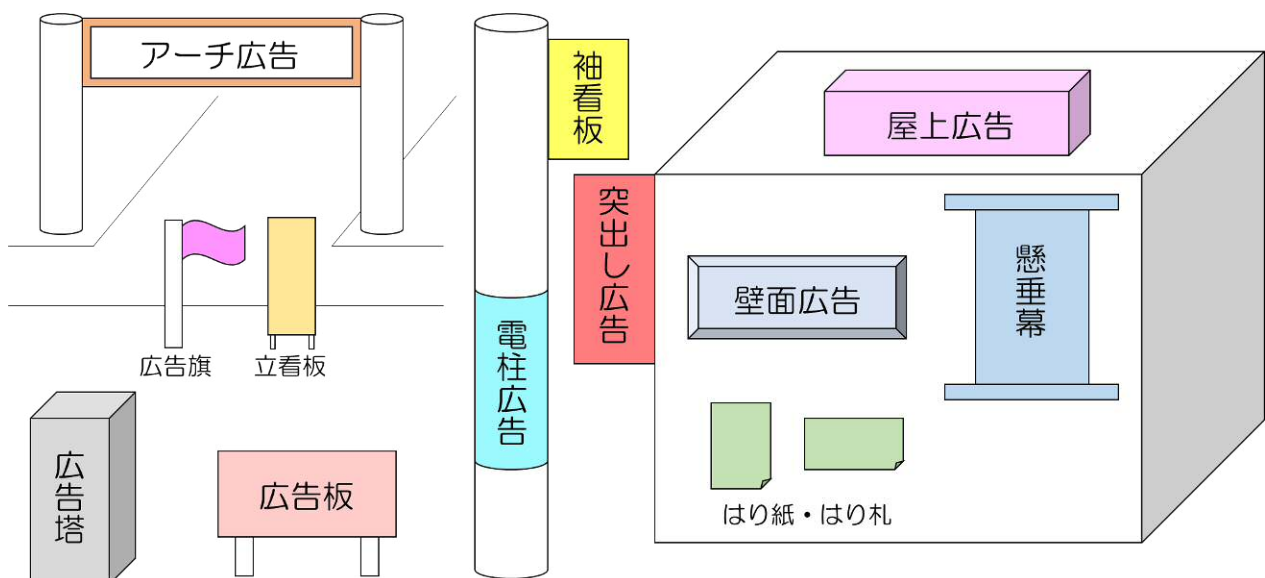 アーチ広告
袖看板
屋上広告
突出し広告
懸垂幕
壁面広告
電柱広告
広告旗
立看板
広告塔
広告板
はり紙・はり札